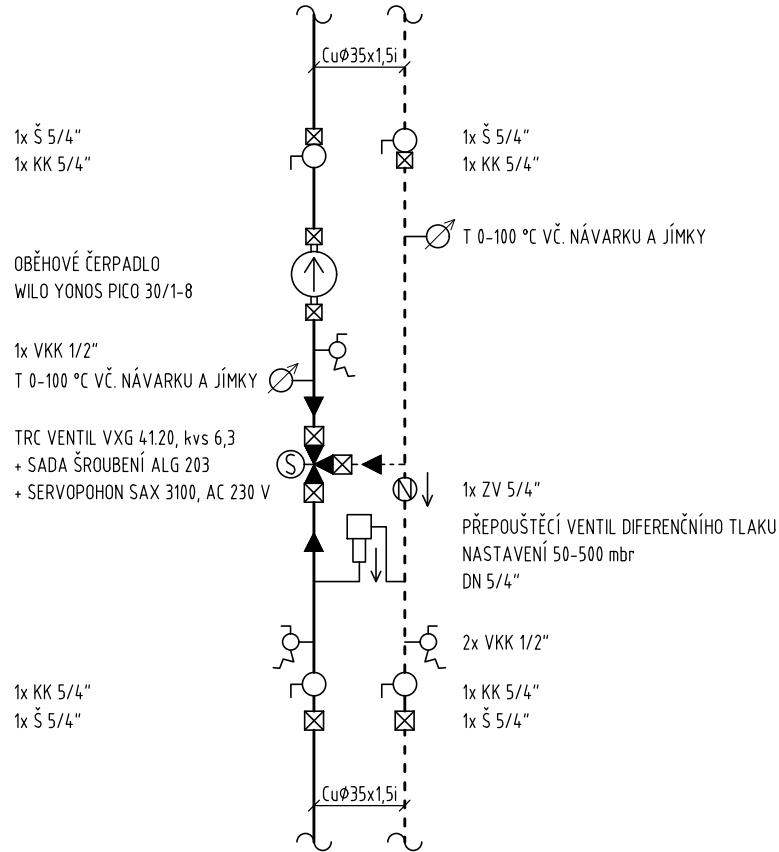 CuØ35x1,5i
1x Š 5/4"
1x KK 5/4"
1x Š 5/4"
1x KK 5/4"
T 0-100 °C VČ. NÁVARKU A JÍMKY
OBĚHOVÉ ČERPADLO
WILO YONOS PICO 30/1-8
1x VKK 1/2"
T 0-100 °C VČ. NÁVARKU A JÍMKY
TRC VENTIL VXG 41.20, kvs 6,3
+ SADA ŠROUBENÍ ALG 203
+ SERVOPOHON SAX 3100, AC 230 V
S
N
1x ZV 5/4"
PŘEPOUŠTĚCÍ VENTIL DIFERENČNÍHO TLAKU
NASTAVENÍ 50-500 mbr
DN 5/4"
2x VKK 1/2"
1x KK 5/4"
1x Š 5/4"
1x KK 5/4"
1x Š 5/4"
CuØ35x1,5i